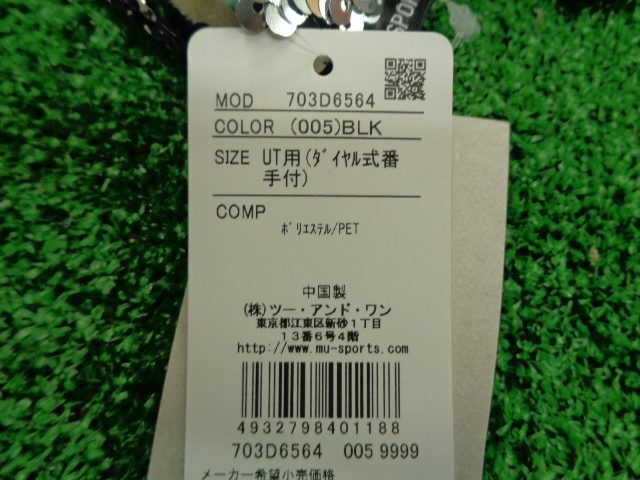 SPOR
MOD 703D6564
COLOR (005)BLK
SIZE UT用(ﾀﾞｲﾔﾙ式番
手付)
COMP
ﾎﾟﾘｴｽﾃﾙ/PET
中国製
(株)ツー・アンド・ワン
東京都江東区新砂1丁目
13番6号4階
http://www.mu-sports.com
4932798401188
703D6564 005 9999
メーカー希望小売価格